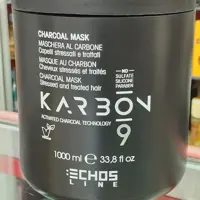 CHARCOAL MASK
MASCHERA AL CARBONE
Capelli stressati e trattati
MASQUE AU CHARBON
Cheveux stressés et traités
CHARCOAL MASK
Stressed and treated hair
NO
SULFATE
SILICONE
PARABEN
KARBON
9
ACTIVATED CHARCOAL TECHNOLOGY
1000 ml e 33,8 fl oz
ECHOS
LINE